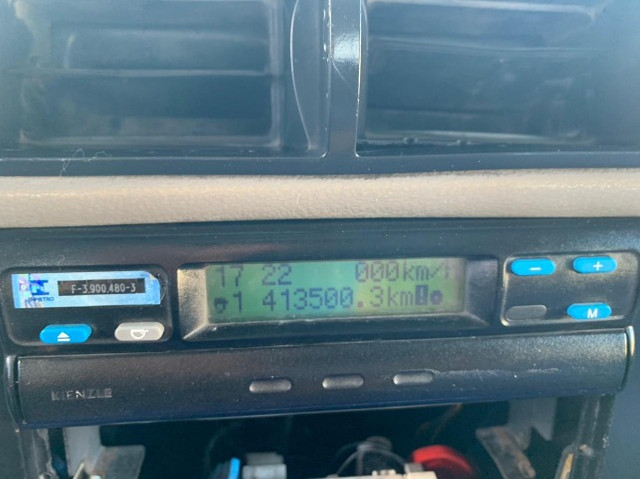 17 22 000km/
1 413500.3km
F-3.900.480-3
− +
M
KIENZLE